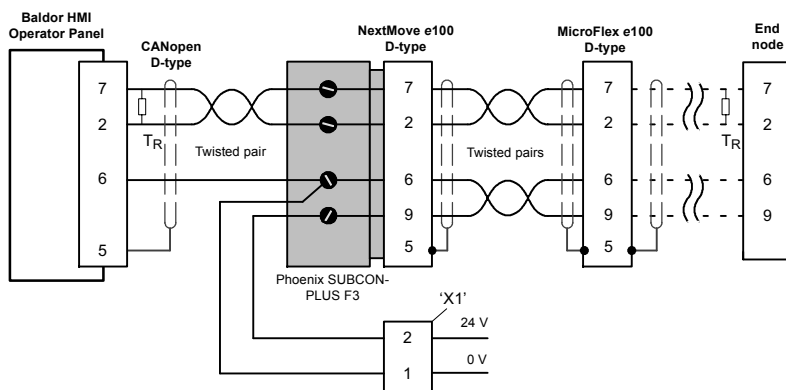 Baldor HMI
Operator Panel
CANopen
D-type
NextMove e100
D-type
MicroFlex e100
D-type
End
node
7
2
6
5
TR
Twisted pair
7
2
6
9
5
Twisted pairs
7
2
6
9
5
TR
7
2
6
9
Phoenix SUBCON-
PLUS F3
'X1'
2
1
24 V
0 V